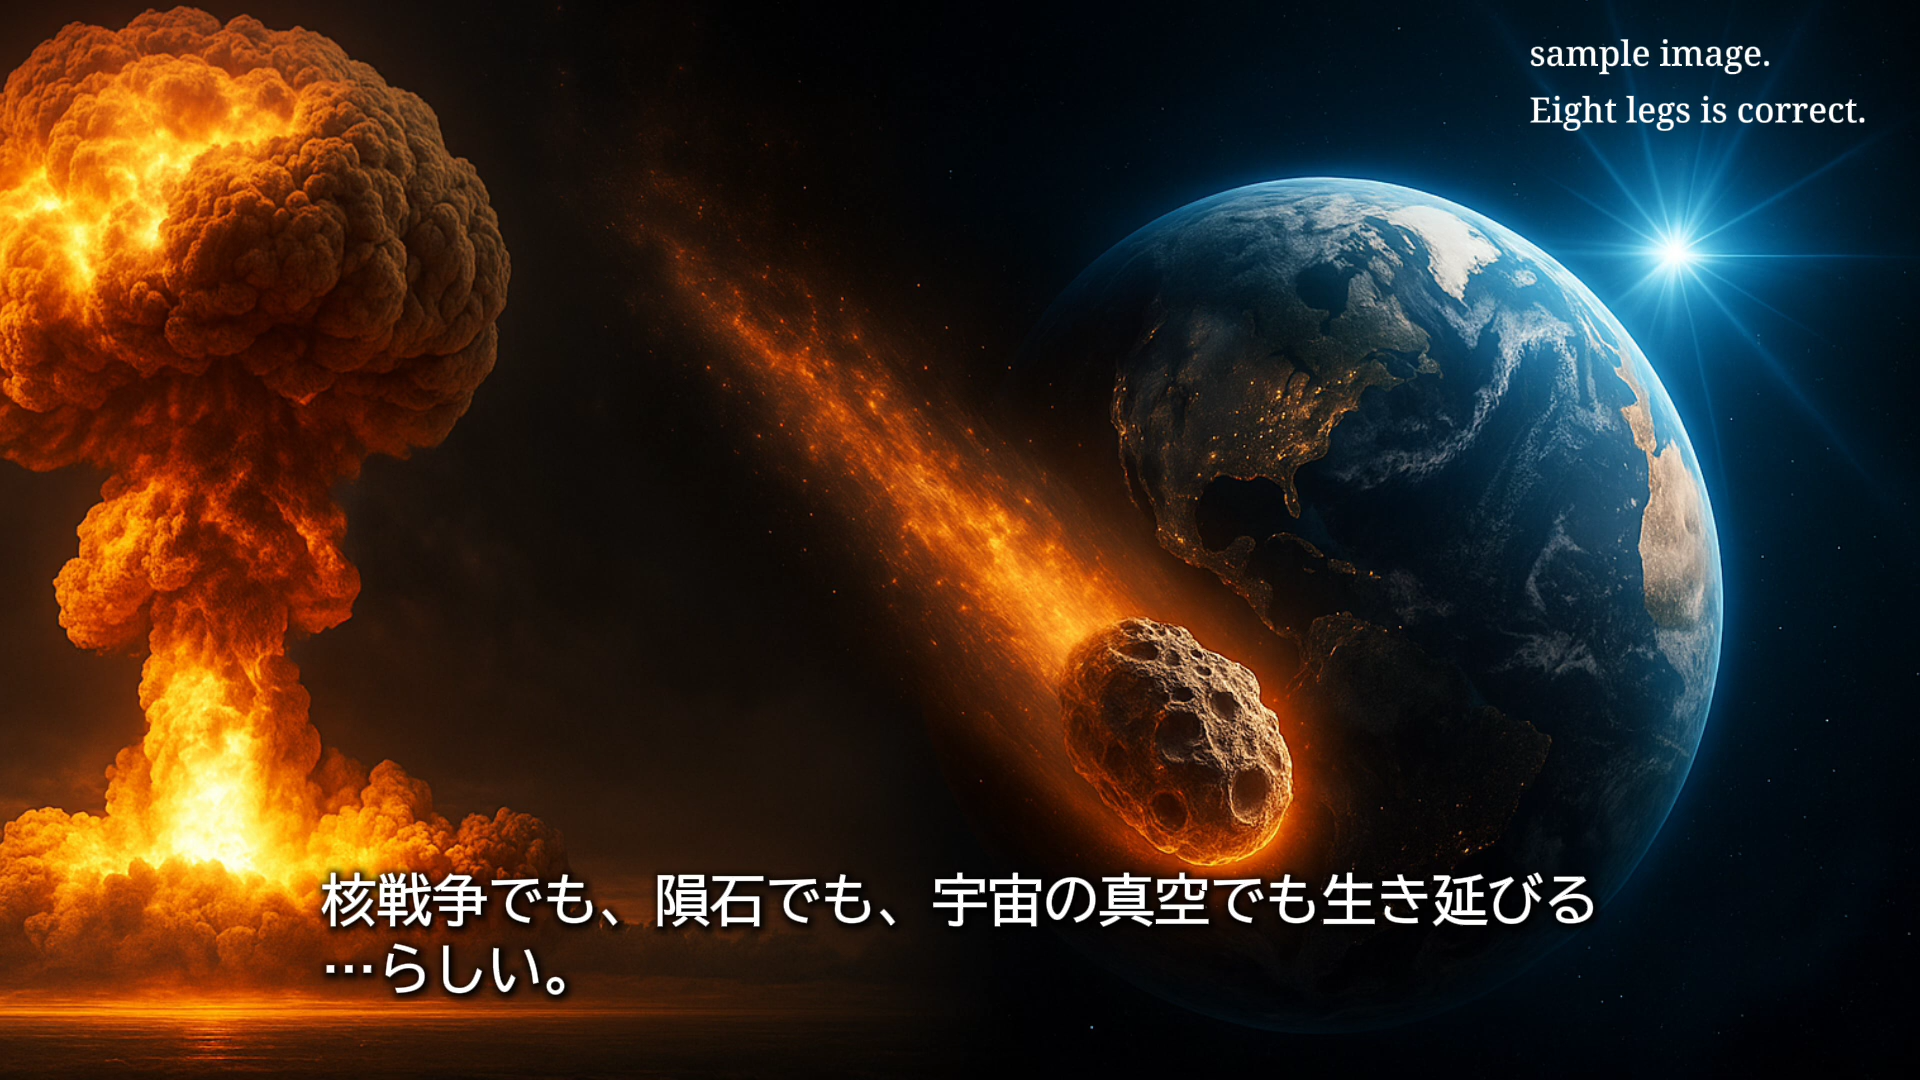 sample image.
Eight legs is correct.
核戦争でも、隕石でも、宇宙の真空でも生き延びる
…らしい。